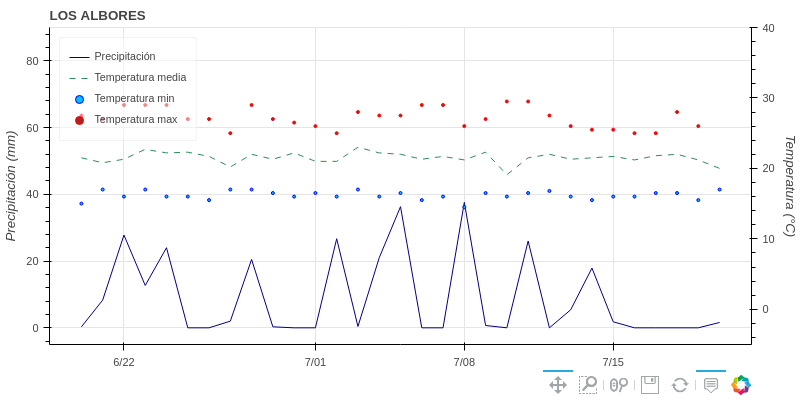 LOS ALBORES
Precipitación
Temperatura media
Temperatura min
Temperatura max
Precipitación (mm)
80
60
40
20
0
40
30
20
10
0
Temperatura (°C)
6/22
7/01
7/08
7/15